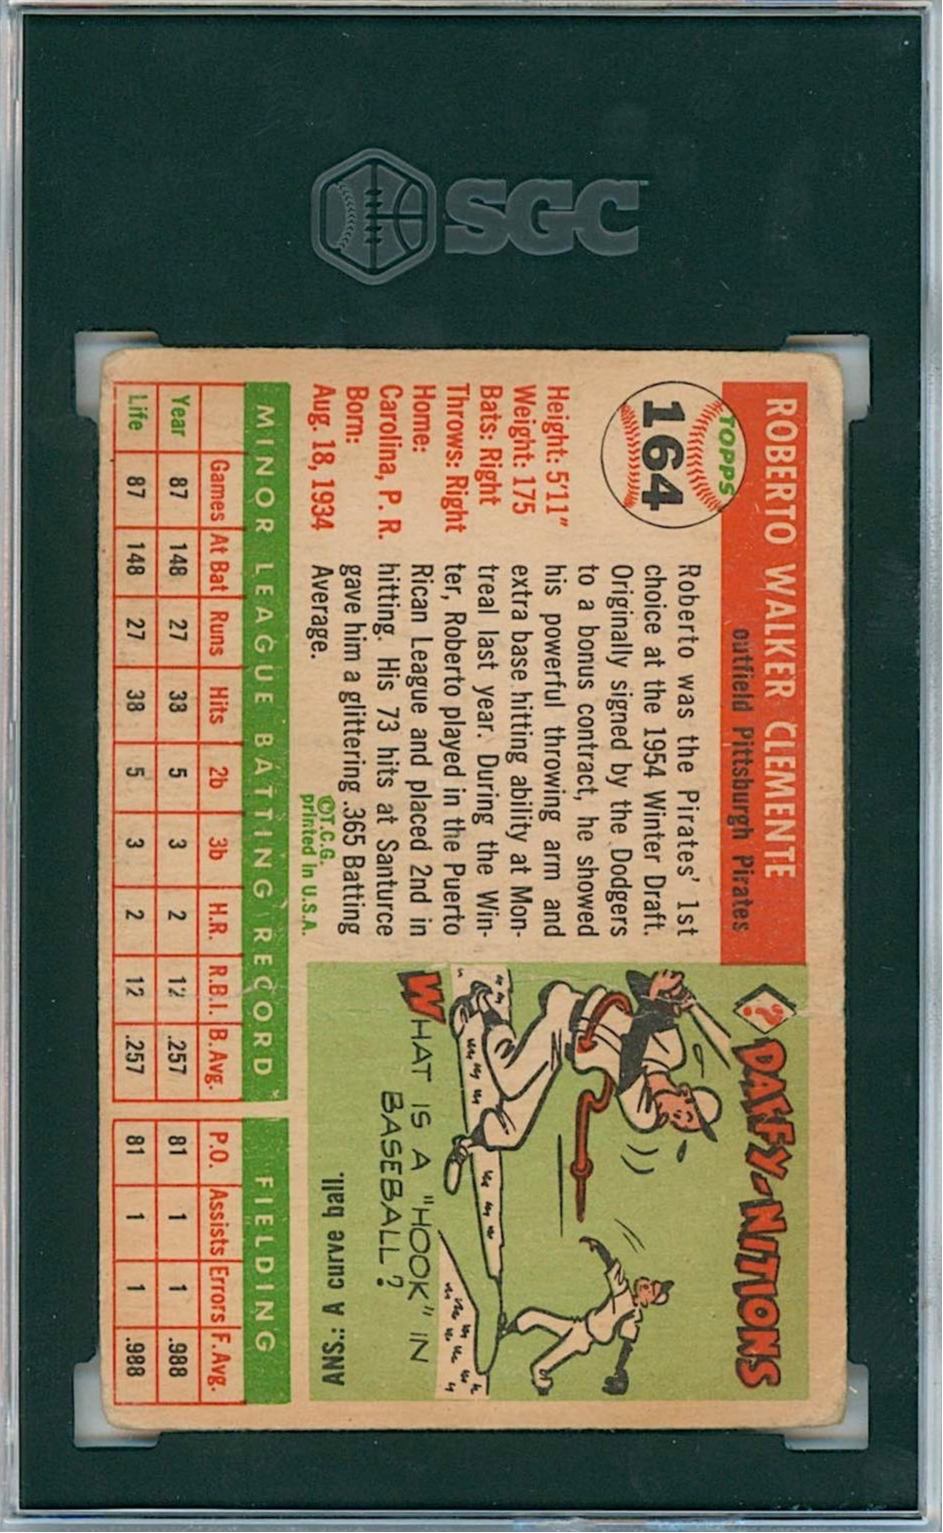 SGC
ROBERTO WALKER CLEMENTE
outfield Pittsburgh Pirates
TOPPS
164
Height: 5'11"
Weight: 175
Bats: Right
Throws: Right
Home:
Carolina, P. R.
Born:
Aug. 18, 1934
Roberto was the Pirates' 1st
choice at the 1954 Winter Draft.
Originally signed by the Dodgers
to a bonus contract, he showed
his powerful throwing arm and
extra base hitting ability at Mon-
treal last year. During the Win-
ter, Roberto played in the Puerto
Rican League and placed 2nd in
hitting. His 73 hits at Santurce
gave him a glittering .365 Batting
Average.
©T.C.G.
printed in U.S.A.
?
DAFFY-NITIONS
WHAT IS A "HOOK" IN
BASEBALL?
ANS.: A curve ball.
MINOR LEAGUE BATTING RECORD
FIELDING
Games At Bat Runs Hits 2b 3b H.R. R.B.I. B.Avg. P.O. Assists Errors F.Avg.
Year 87 148 27 33 5 3 2 12 .257 81 1 1 .988
Life 87 148 27 38 5 3 2 12 .257 81 1 1 .988